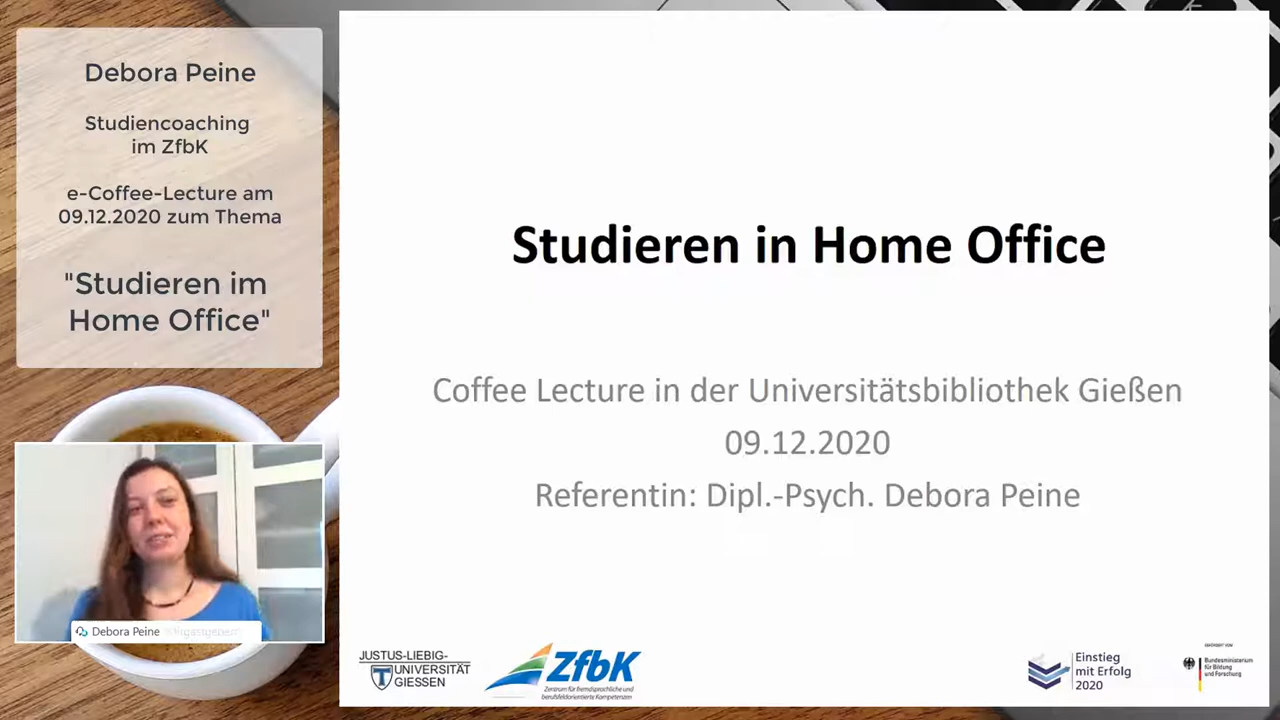 Debora Peine
Studiencoaching
im ZfbK
e-Coffee-Lecture am
09.12.2020 zum Thema
"Studieren im
Home Office"
Debora Peine
Studieren in Home Office
Coffee Lecture in der Universitätsbibliothek Gießen
09.12.2020
Referentin: Dipl.-Psych. Debora Peine
JUSTUS-LIEBIG-
UNIVERSITÄT
GIESSEN
ZfbK
Zentrum für fremdsprachliche und
berufsfeldorientierte Kompetenzen
Einstieg
mit Erfolg
2020
GEFÖRDERT VOM
Bundesministerium
für Bildung
und Forschung